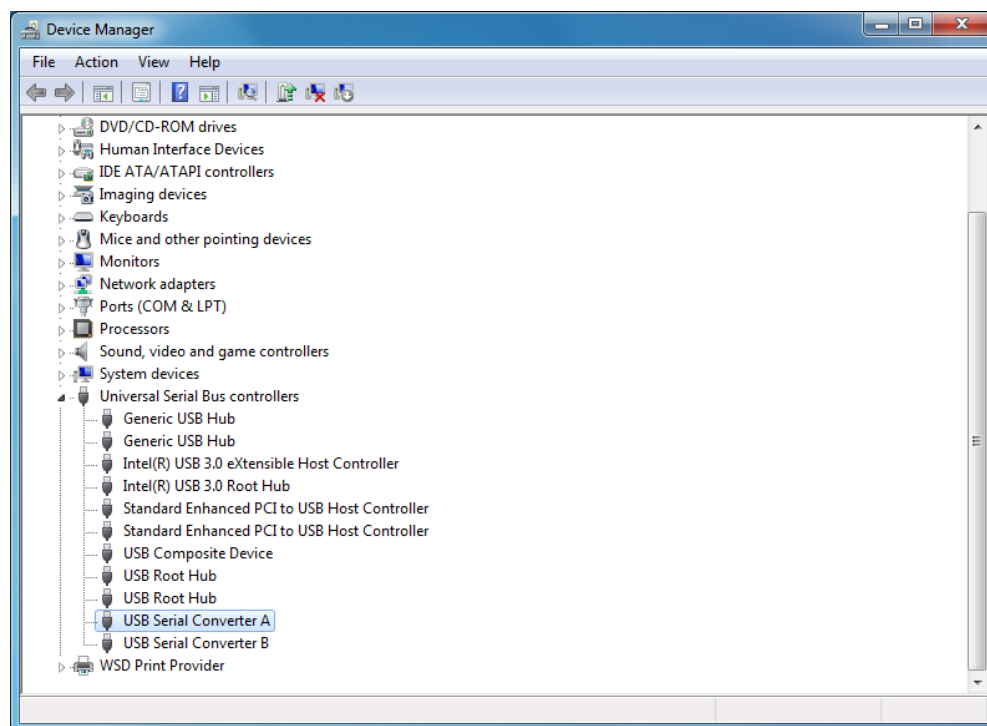 Device Manager
File Action View Help
DVD/CD-ROM drives
Human Interface Devices
IDE ATA/ATAPI controllers
Imaging devices
Keyboards
Mice and other pointing devices
Monitors
Network adapters
Ports (COM & LPT)
Processors
Sound, video and game controllers
System devices
Universal Serial Bus controllers
Generic USB Hub
Generic USB Hub
Intel(R) USB 3.0 eXtensible Host Controller
Intel(R) USB 3.0 Root Hub
Standard Enhanced PCI to USB Host Controller
Standard Enhanced PCI to USB Host Controller
USB Composite Device
USB Root Hub
USB Root Hub
USB Serial Converter A
USB Serial Converter B
WSD Print Provider